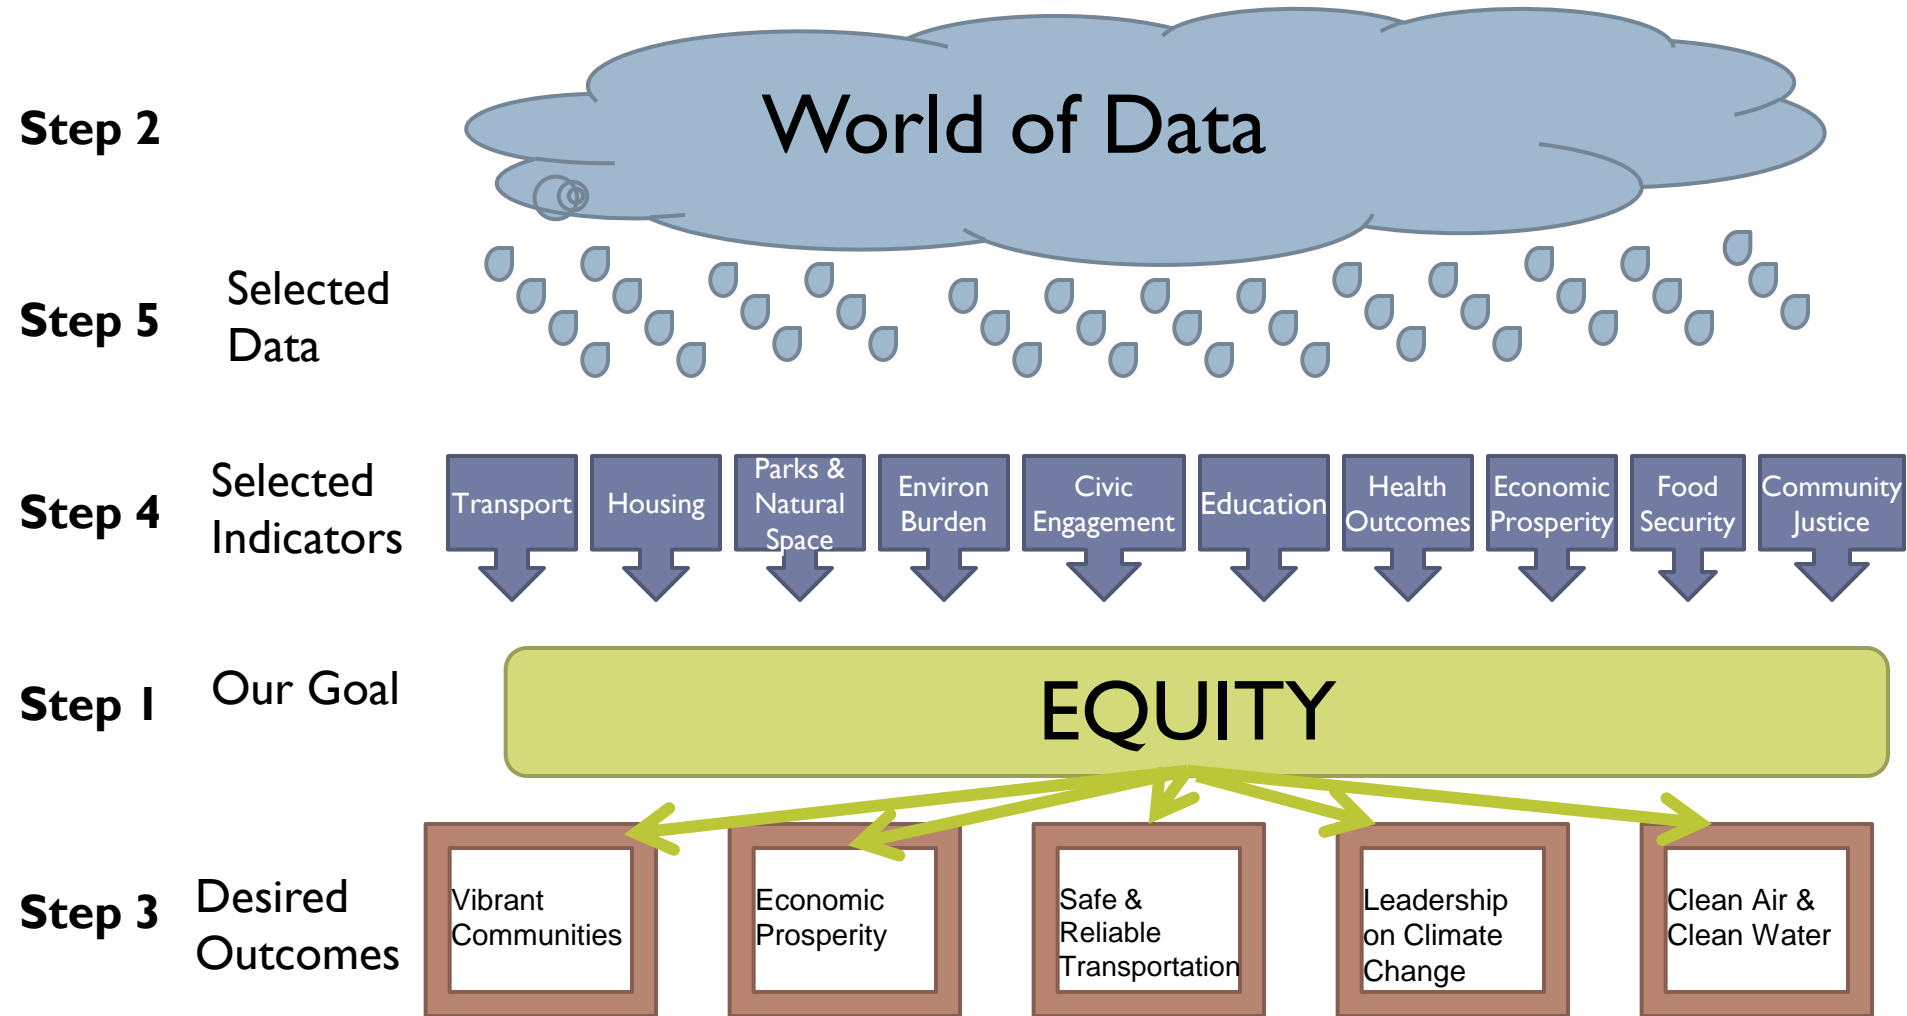 Step 2
World of Data
Step 5
Selected
Data
Step 4
Selected
Indicators
Transport
Housing
Parks &
Natural
Space
Environ
Burden
Civic
Engagement
Education
Health
Outcomes
Economic
Prosperity
Food
Security
Community
Justice
Step 1
Our Goal
EQUITY
Step 3
Desired
Outcomes
Vibrant
Communities
Economic
Prosperity
Safe &
Reliable
Transportation
Leadership
on Climate
Change
Clean Air &
Clean Water